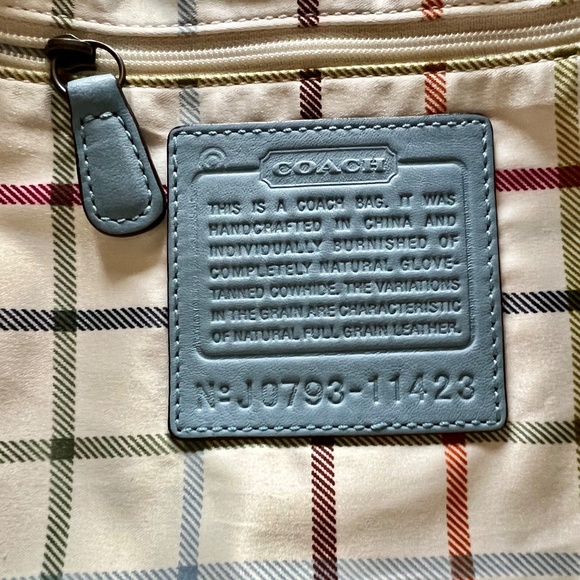 COACH
THIS IS A COACH BAG. IT WAS
HANDCRAFTED IN CHINA AND
INDIVIDUALLY BURNISHED OF
COMPLETELY NATURAL GLOVE-
TANNED COWHIDE. THE VARIATIONS
IN THE GRAIN ARE CHARACTERISTIC
OF NATURAL FULL GRAIN LEATHER.
Nº J0793-11423